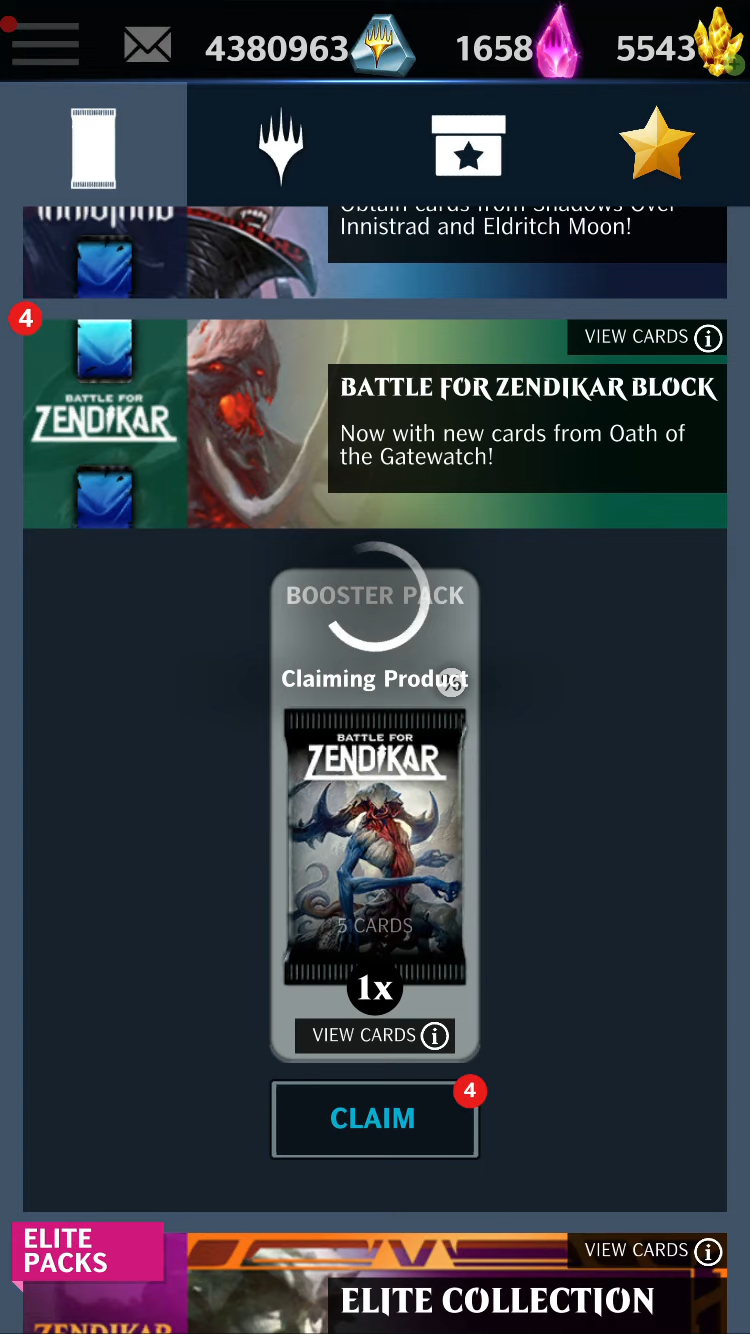 4380963
1658
5543
Innistrad
Obtain cards from Shadows Over
Innistrad and Eldritch Moon!
4
VIEW CARDS i
BATTLE FOR
ZENDIKAR
BATTLE FOR ZENDIKAR BLOCK
Now with new cards from Oath of
the Gatewatch!
BOOSTER PACK
Claiming Product
%
BATTLE FOR
ZENDIKAR
5 CARDS
1x
VIEW CARDS i
4
CLAIM
ELITE
PACKS
VIEW CARDS i
ELITE COLLECTION
ZENDIKAR